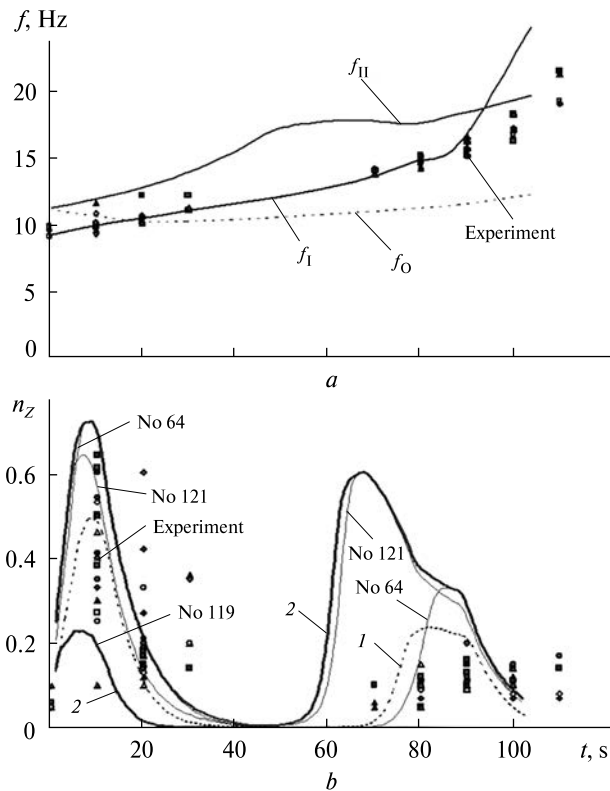 f, Hz
20
f_II
15
10
Experiment
f_I
f_O
5
0
a
n_Z
No 64
0.6
No 121
Experiment
0.4
No 121
No 64
No 119
2
0.2
1
2
0
20
40
60
80
100
t, s
b